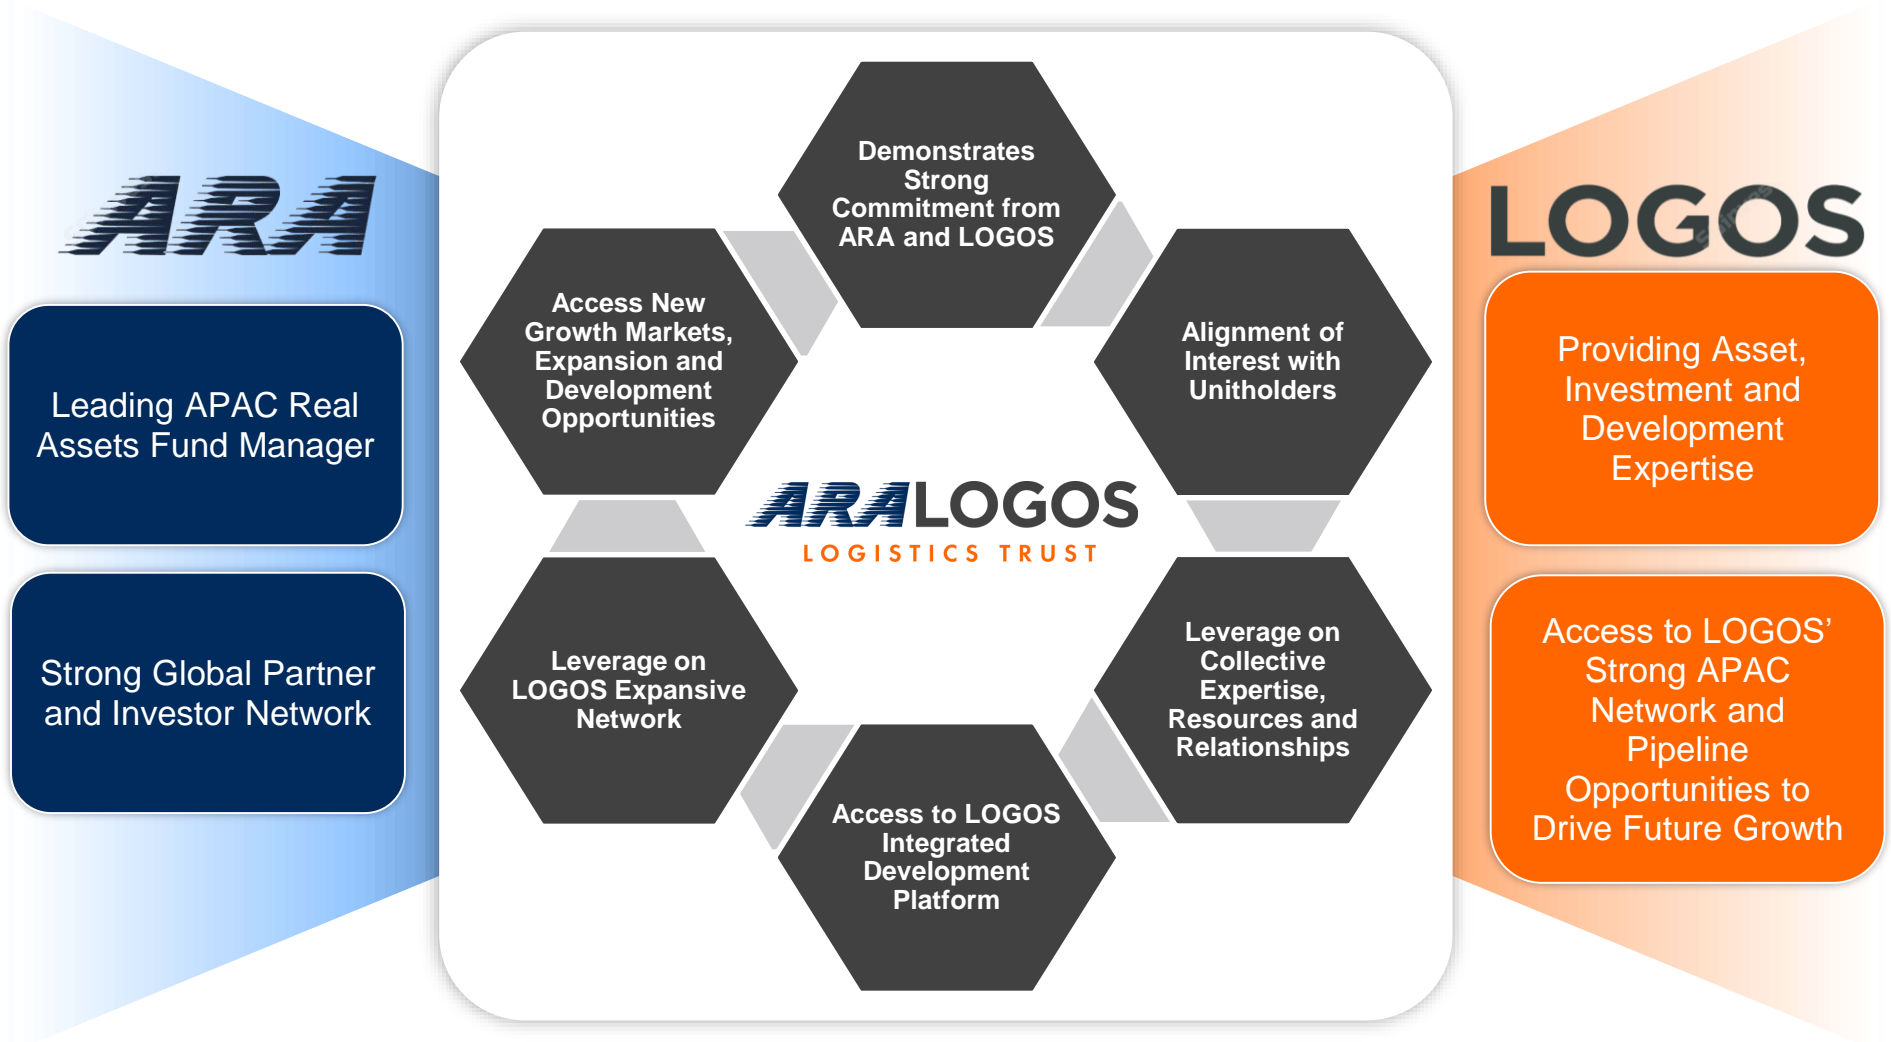 ARA
Leading APAC Real
Assets Fund Manager
Strong Global Partner
and Investor Network
Demonstrates
Strong
Commitment from
ARA and LOGOS
Alignment of
Interest with
Unitholders
Leverage on
Collective
Expertise,
Resources and
Relationships
Access to LOGOS
Integrated
Development
Platform
Leverage on
LOGOS Expansive
Network
Access New
Growth Markets,
Expansion and
Development
Opportunities
ARALOGOS
LOGISTICS TRUST
LOGOS
Providing Asset,
Investment and
Development
Expertise
Access to LOGOS’
Strong APAC
Network and
Pipeline
Opportunities to
Drive Future Growth